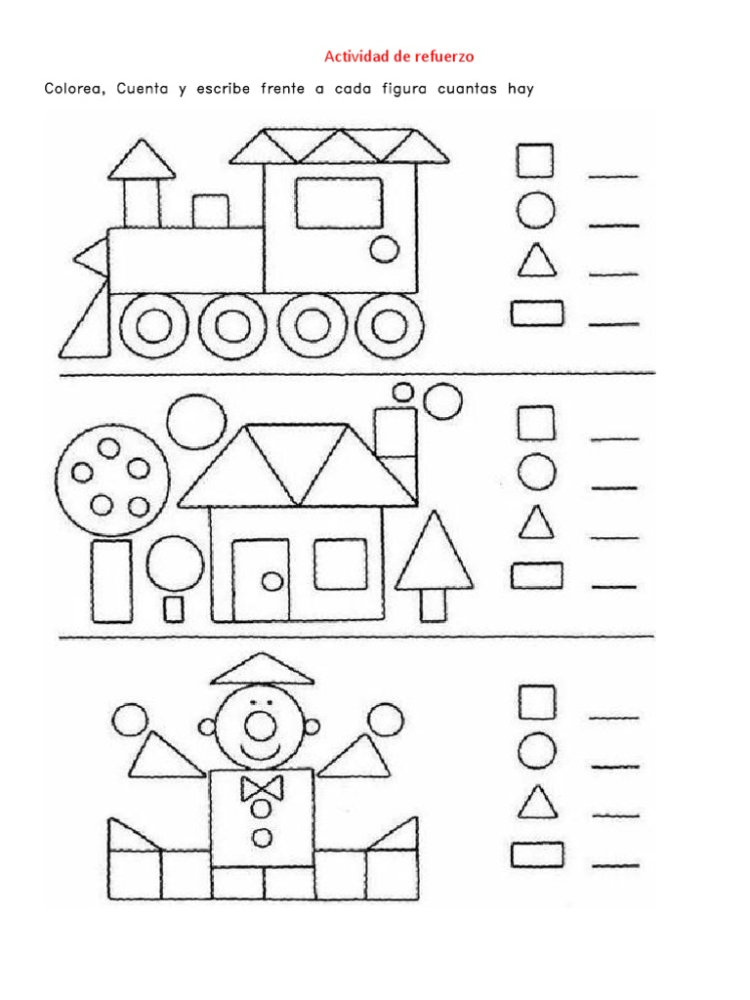 Actividad de refuerzo
Colorea, Cuenta y escribe frente a cada figura cuantas hay